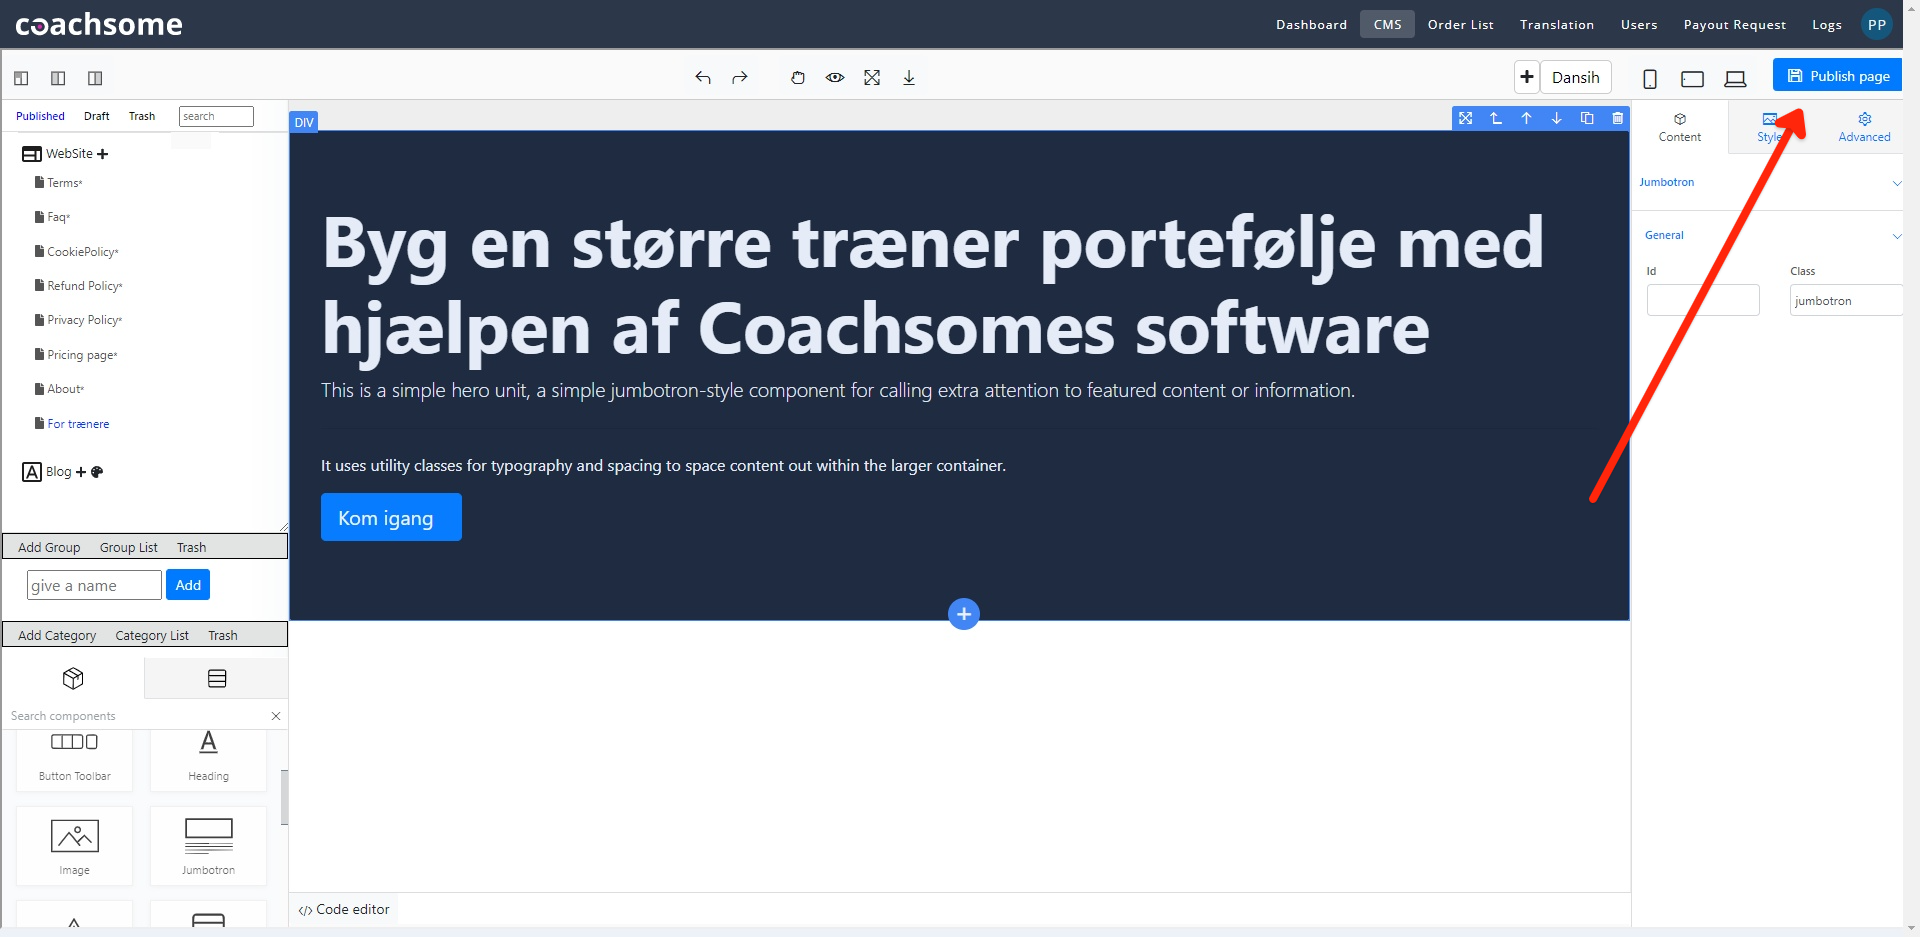 coachsome
Dashboard CMS Order List Translation Users Payout Request Logs PP
Dansih Publish page
Published Draft Trash search
DIV
Content Style Advanced
WebSite
Terms*
Faq*
CookiePolicy*
Refund Policy*
Privacy Policy*
Pricing page*
About*
For trænere
Blog
Add Group Group List Trash
give a name Add
Add Category Category List Trash
Search components
Button Toolbar Heading
Image Jumbotron
Byg en større træner portefølje med
hjælpen af Coachsomes software
This is a simple hero unit, a simple jumbotron-style component for calling extra attention to featured content or information.
It uses utility classes for typography and spacing to space content out within the larger container.
Kom igang
</> Code editor
Jumbotron
General
Id Class
jumbotron